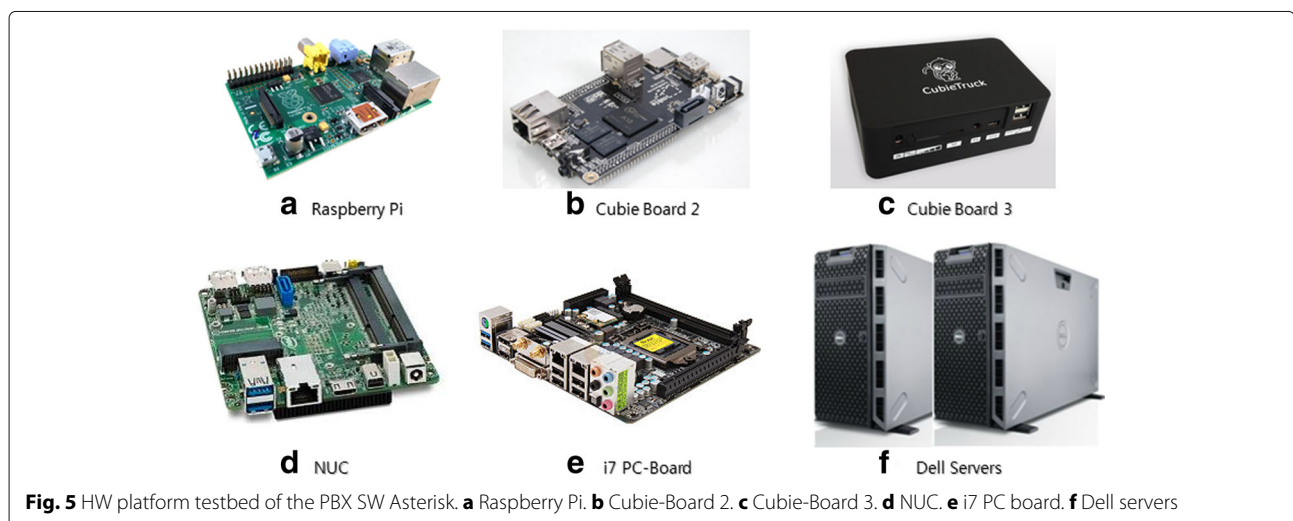 CubieTruck
a Raspberry Pi
b Cubie Board 2
c Cubie Board 3
d NUC
e i7 PC-Board
f Dell Servers
Fig. 5 HW platform testbed of the PBX SW Asterisk. a Raspberry Pi. b Cubie-Board 2. c Cubie-Board 3. d NUC. e i7 PC board. f Dell servers